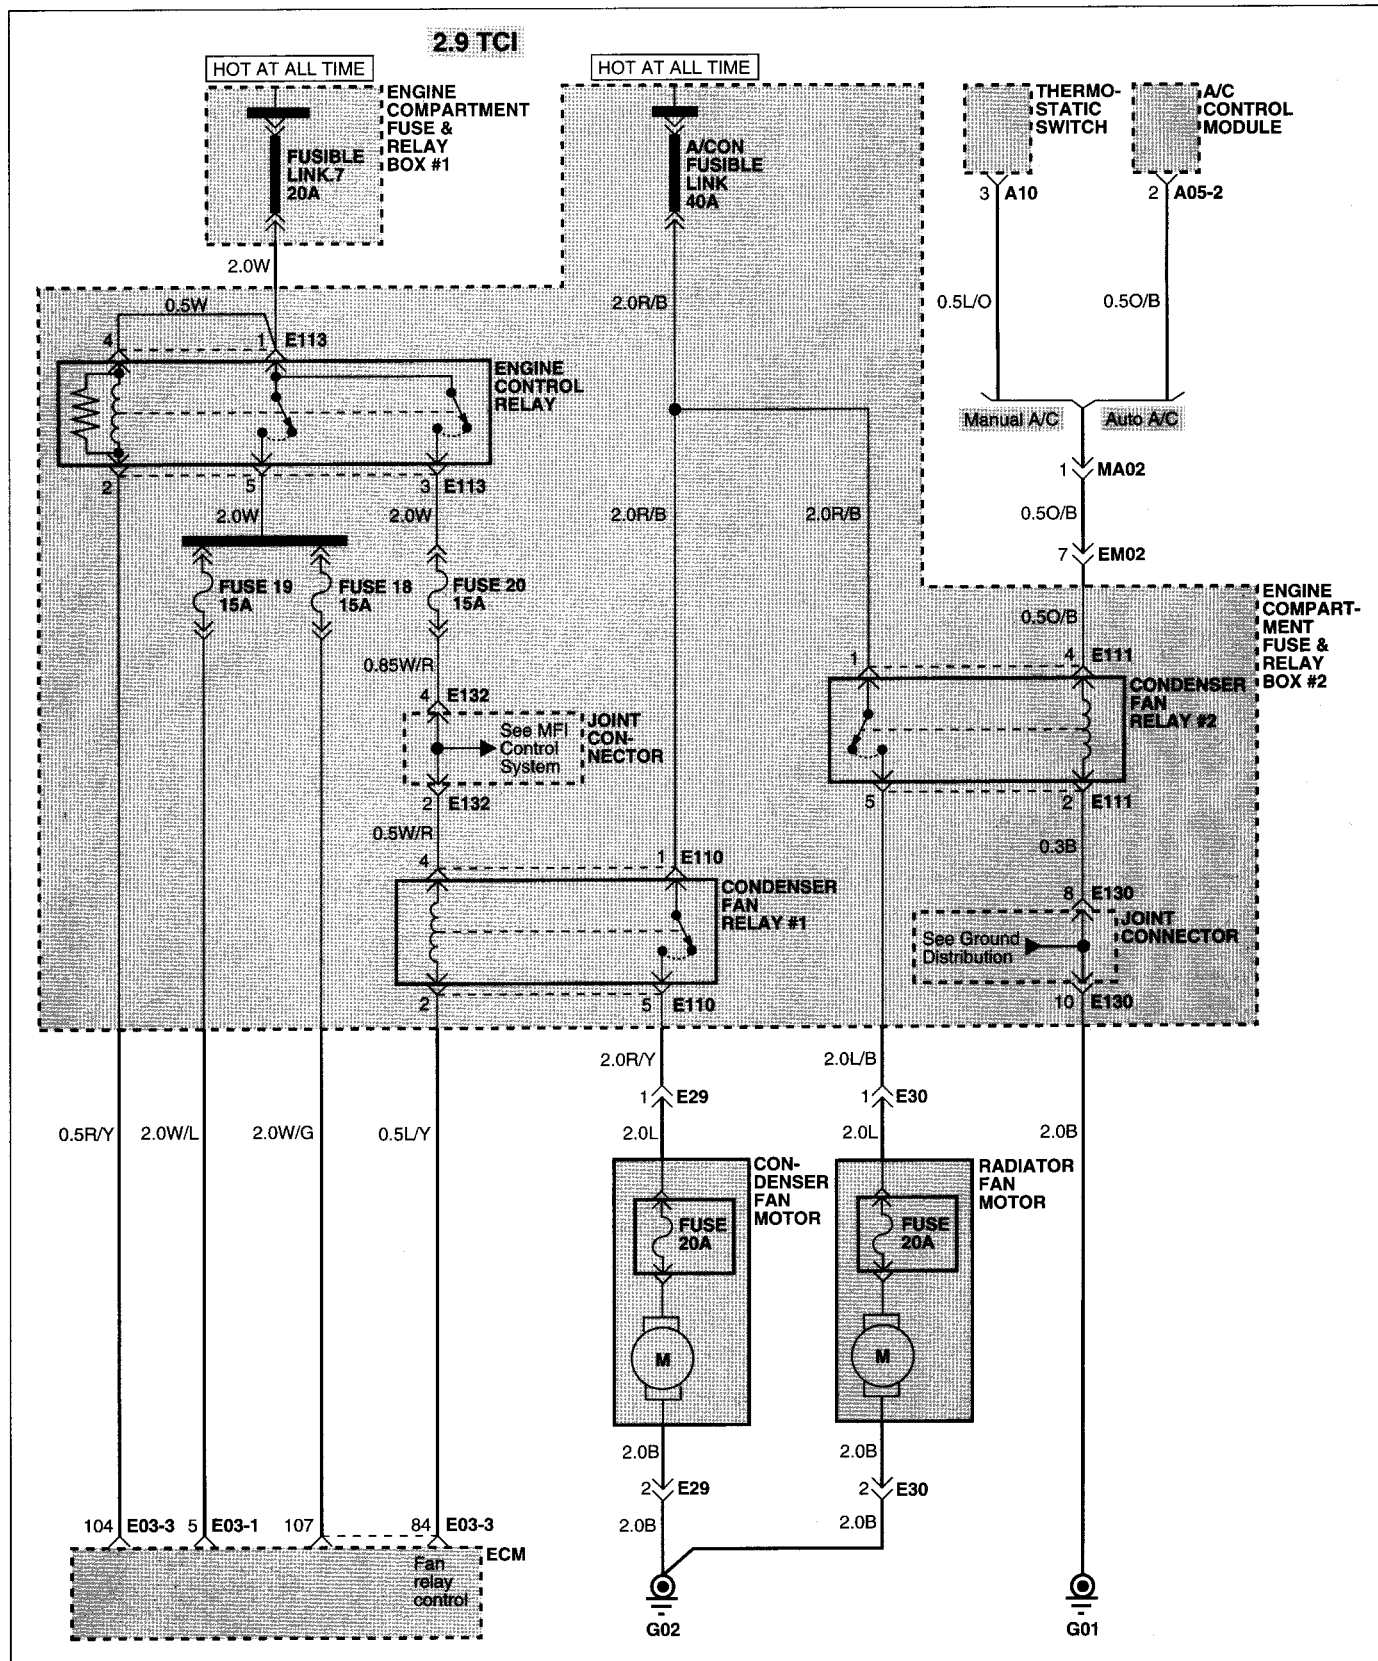 2.9 TCI
HOT AT ALL TIME
HOT AT ALL TIME
ENGINE
COMPARTMENT
FUSE &
RELAY
BOX #1
FUSIBLE
LINK.7
20A
A/CON
FUSIBLE
LINK
40A
THERMO-
STATIC
SWITCH
A/C
CONTROL
MODULE
3 A10
2 A05-2
2.0W
0.5W
2.0R/B
0.5L/O
0.5O/B
4
1 E113
ENGINE
CONTROL
RELAY
Manual A/C
Auto A/C
1 MA02
2
5
3 E113
2.0W
2.0W
2.0R/B
2.0R/B
0.5O/B
7 EM02
FUSE 19
15A
FUSE 18
15A
FUSE 20
15A
ENGINE
COMPART-
MENT
FUSE &
RELAY
BOX #2
0.5O/B
0.85W/R
1
4 E111
4 E132
CONDENSER
FAN
RELAY #2
See MFI
Control
System
JOINT
CON-
NECTOR
2 E132
5
2 E111
0.5W/R
0.3B
4
1 E110
CONDENSER
FAN
RELAY #1
8 E130
JOINT
CONNECTOR
See Ground
Distribution
2
5 E110
10 E130
2.0R/Y
2.0L/B
1 E29
1 E30
0.5R/Y
2.0W/L
2.0W/G
0.5L/Y
2.0L
2.0L
2.0B
CON-
DENSER
FAN
MOTOR
RADIATOR
FAN
MOTOR
FUSE
20A
FUSE
20A
M
M
2.0B
2.0B
2 E29
2 E30
2.0B
2.0B
104 E03-3
5 E03-1
107
84 E03-3
ECM
Fan
relay
control
G02
G01